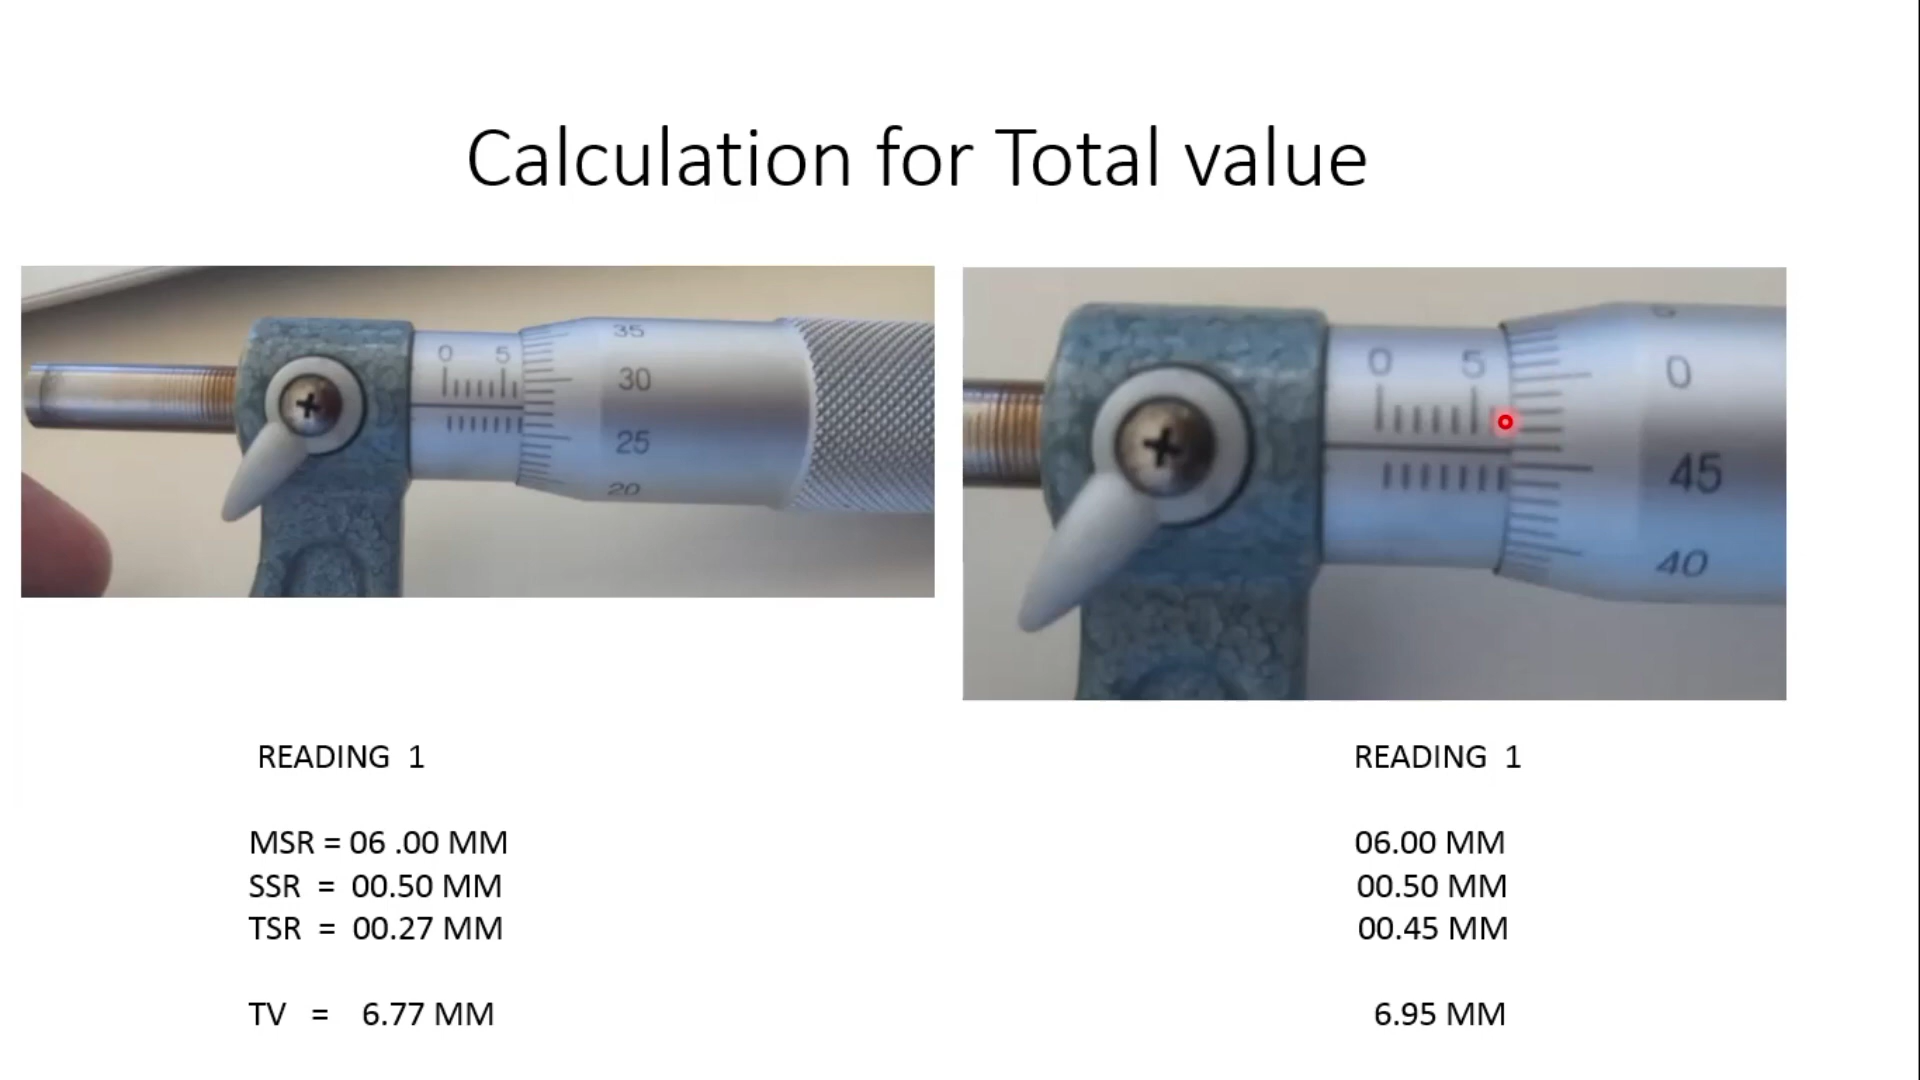 Calculation for Total value
0 5
35
30
25
20
0 5
0
45
40
READING 1
MSR = 06 .00 MM
SSR = 00.50 MM
TSR = 00.27 MM
TV = 6.77 MM
READING 1
06.00 MM
00.50 MM
00.45 MM
6.95 MM